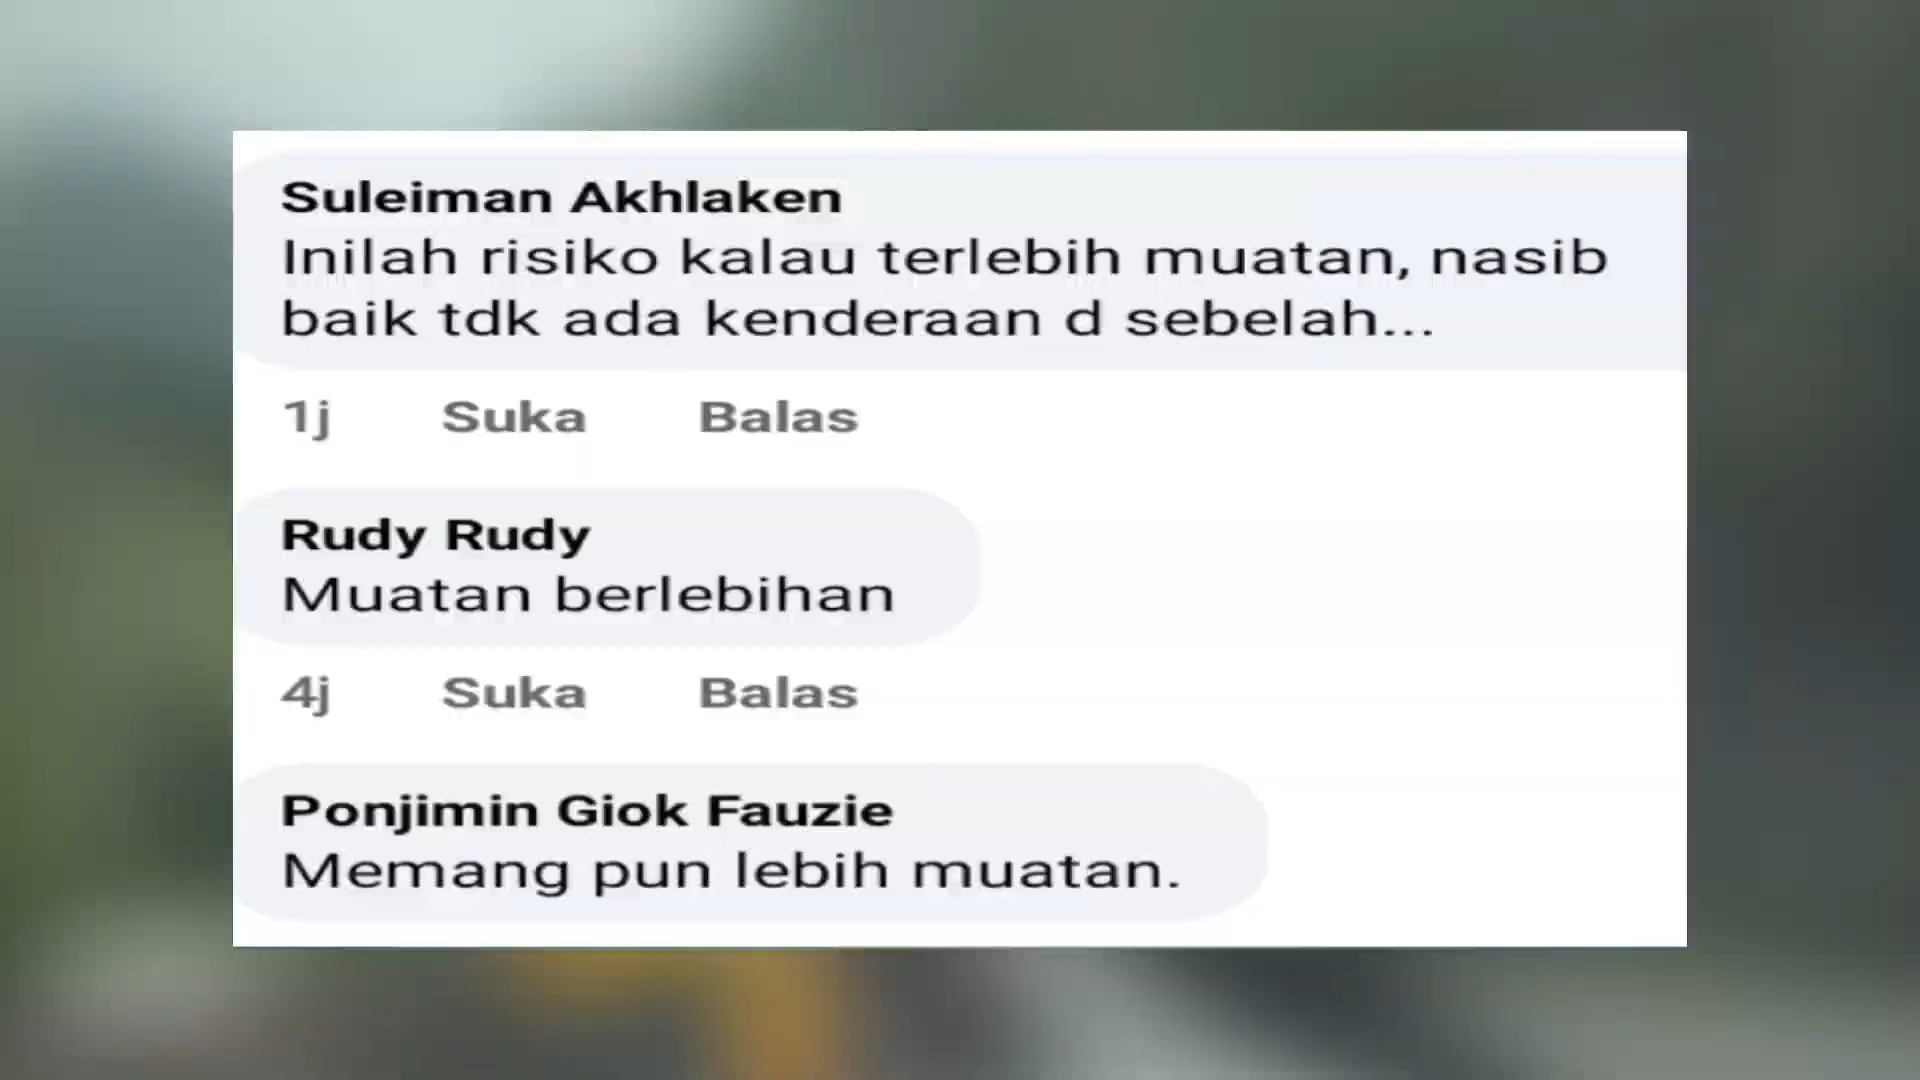 Suleiman Akhlaken
Inilah risiko kalau terlebih muatan, nasib
baik tdk ada kenderaan d sebelah...
1j Suka Balas
Rudy Rudy
Muatan berlebihan
4j Suka Balas
Ponjimin Giok Fauzie
Memang pun lebih muatan.